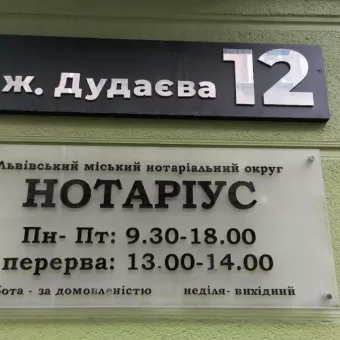 ж. Дудаєва 12
Львівський міський нотаріальний округ
НОТАРІУС
Пн- Пт: 9.30-18.00
перерва: 13.00-14.00
за домовленістю неділя- вихідний